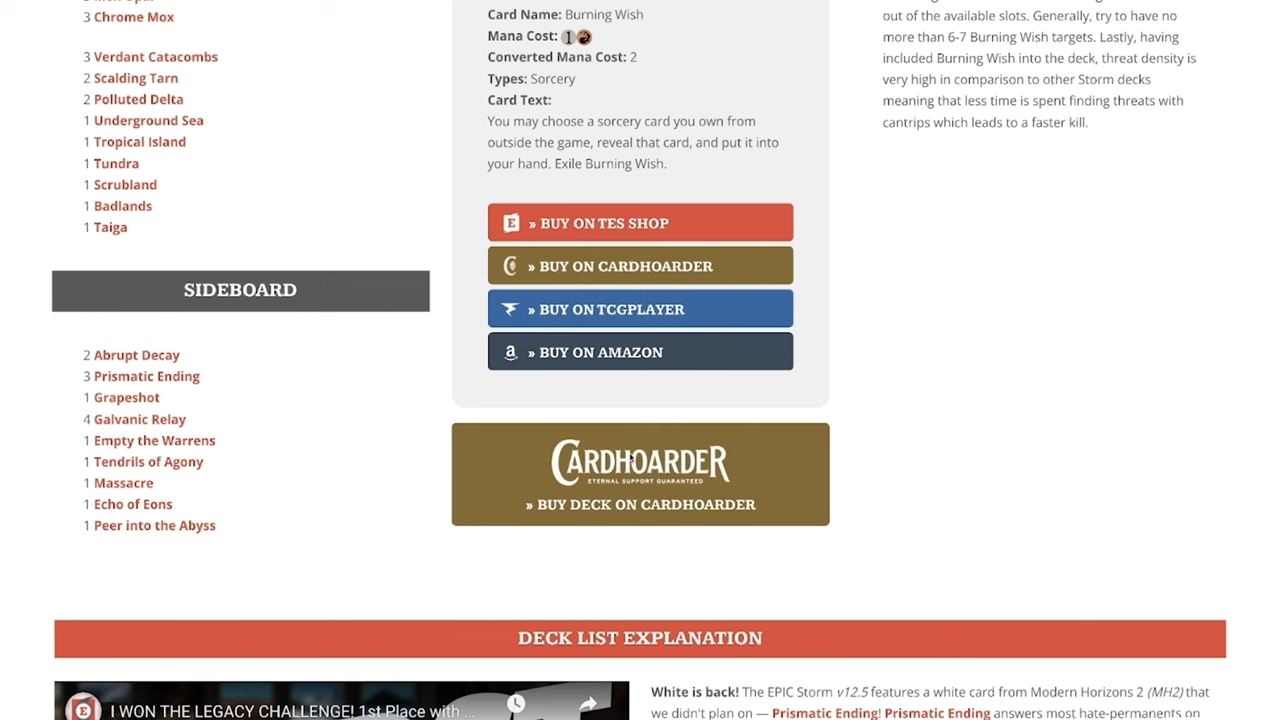 3 Chrome Mox
3 Verdant Catacombs
2 Scalding Tarn
2 Polluted Delta
1 Underground Sea
1 Tropical Island
1 Tundra
1 Scrubland
1 Badlands
1 Taiga
SIDEBOARD
2 Abrupt Decay
3 Prismatic Ending
1 Grapeshot
4 Galvanic Relay
1 Empty the Warrens
1 Tendrils of Agony
1 Massacre
1 Echo of Eons
1 Peer into the Abyss
Card Name: Burning Wish
Mana Cost: 1
Converted Mana Cost: 2
Types: Sorcery
Card Text:
You may choose a sorcery card you own from
outside the game, reveal that card, and put it into
your hand. Exile Burning Wish.
E » BUY ON TES SHOP
» BUY ON CARDHOARDER
» BUY ON TCGPLAYER
a » BUY ON AMAZON
CARDHOARDER
ETERNAL SUPPORT GUARANTEED
» BUY DECK ON CARDHOARDER
out of the available slots. Generally, try to have no
more than 6-7 Burning Wish targets. Lastly, having
included Burning Wish into the deck, threat density is
very high in comparison to other Storm decks
meaning that less time is spent finding threats with
cantrips which leads to a faster kill.
DECK LIST EXPLANATION
E I WON THE LEGACY CHALLENGE! 1st Place with ...
White is back! The EPIC Storm v12.5 features a white card from Modern Horizons 2 (MH2) that
we didn't plan on — Prismatic Ending! Prismatic Ending answers most hate-permanents on